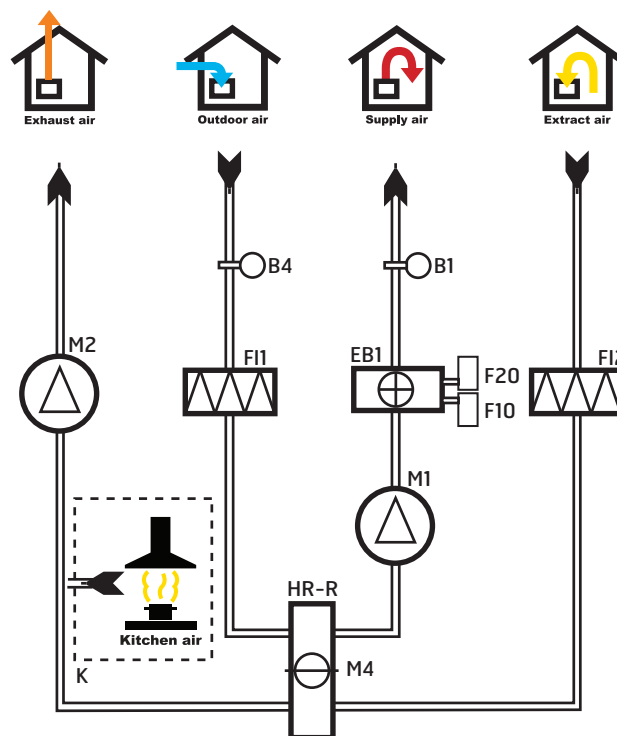 Exhaust air
Outdoor air
Supply air
Extract air
B4
B1
M2
FI1
EB1
F20
F10
FI2
M1
HR-R
Kitchen air
K
M4